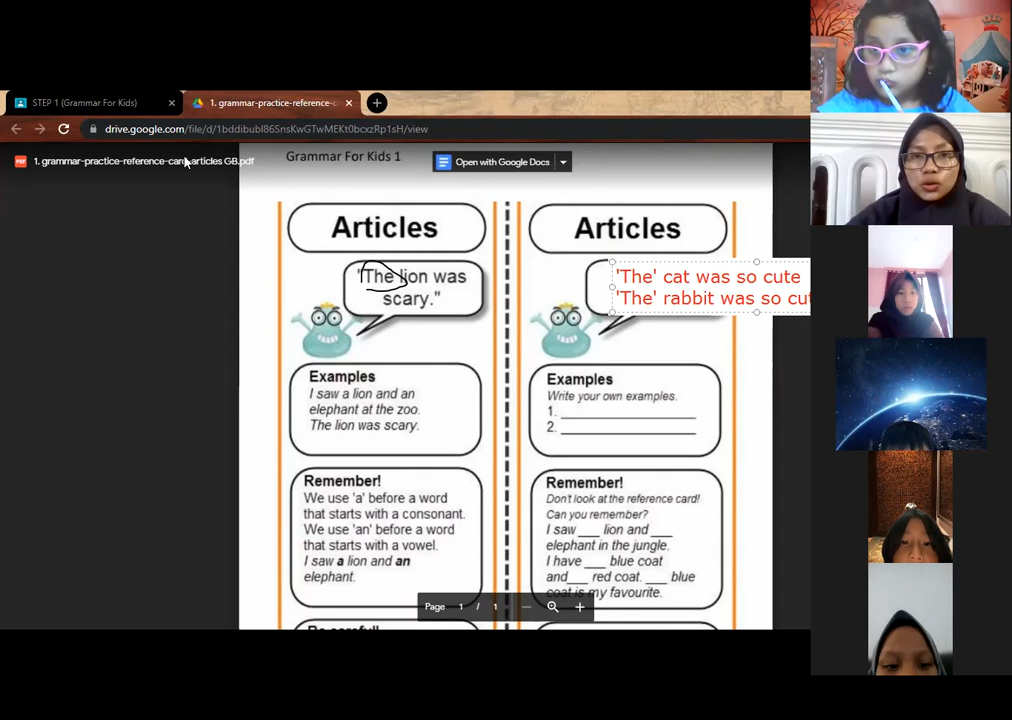 STEP 1 (Grammar For Kids)
1. grammar-practice-reference-c
drive.google.com/file/d/1bddibubI86SnsKwGTwMEKt0bcxzRp1sH/view
1. grammar-practice-reference-card articles GB.pdf
Grammar For Kids 1
Open with Google Docs
Articles
"The lion was
scary."
Examples
I saw a lion and an
elephant at the zoo.
The lion was scary.
Remember!
We use 'a' before a word
that starts with a consonant.
We use 'an' before a word
that starts with a vowel.
I saw a lion and an
elephant.
Articles
'The' cat was so cute
'The' rabbit was so cut
Examples
Write your own examples.
1. ____________________
2. ____________________
Remember!
Don't look at the reference card!
Can you remember?
I saw ___ lion and ___
elephant in the jungle.
I have ___ blue coat
and ___ red coat. ___ blue
coat is my favourite.
Page 1 / 1